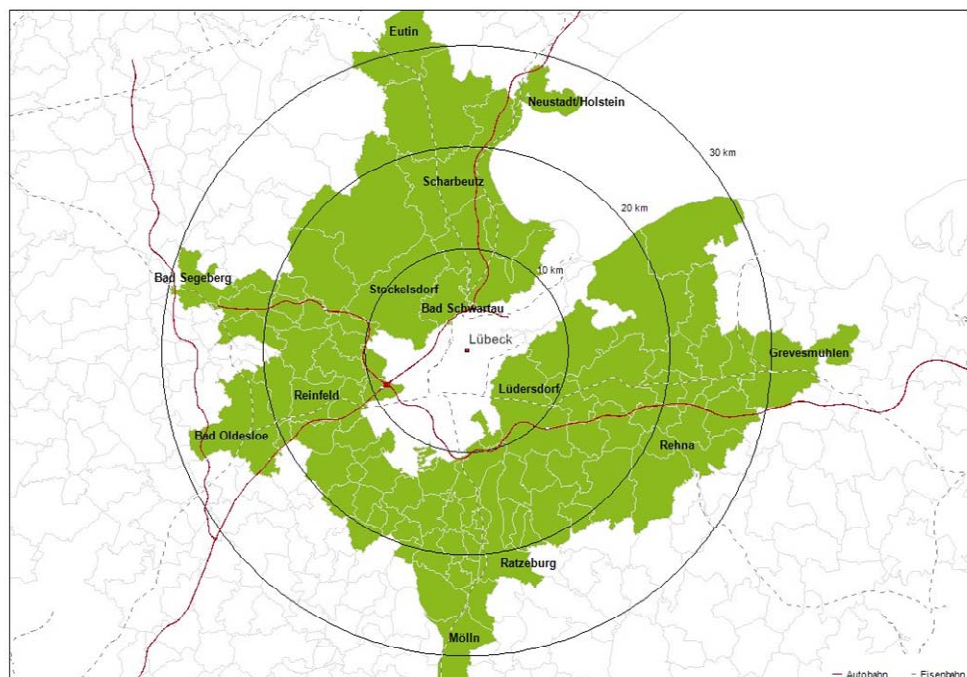 Eutin
Neustadt/Holstein
30 km
Scharbeutz
20 km
10 km
Bad Segeberg
Stockelsdorf
Bad Schwartau
Lübeck
Grevesmühlen
Lüdersdorf
Reinfeld
Bad Oldesloe
Rehna
Ratzeburg
Mölln
Autobahn
Eisenbahn